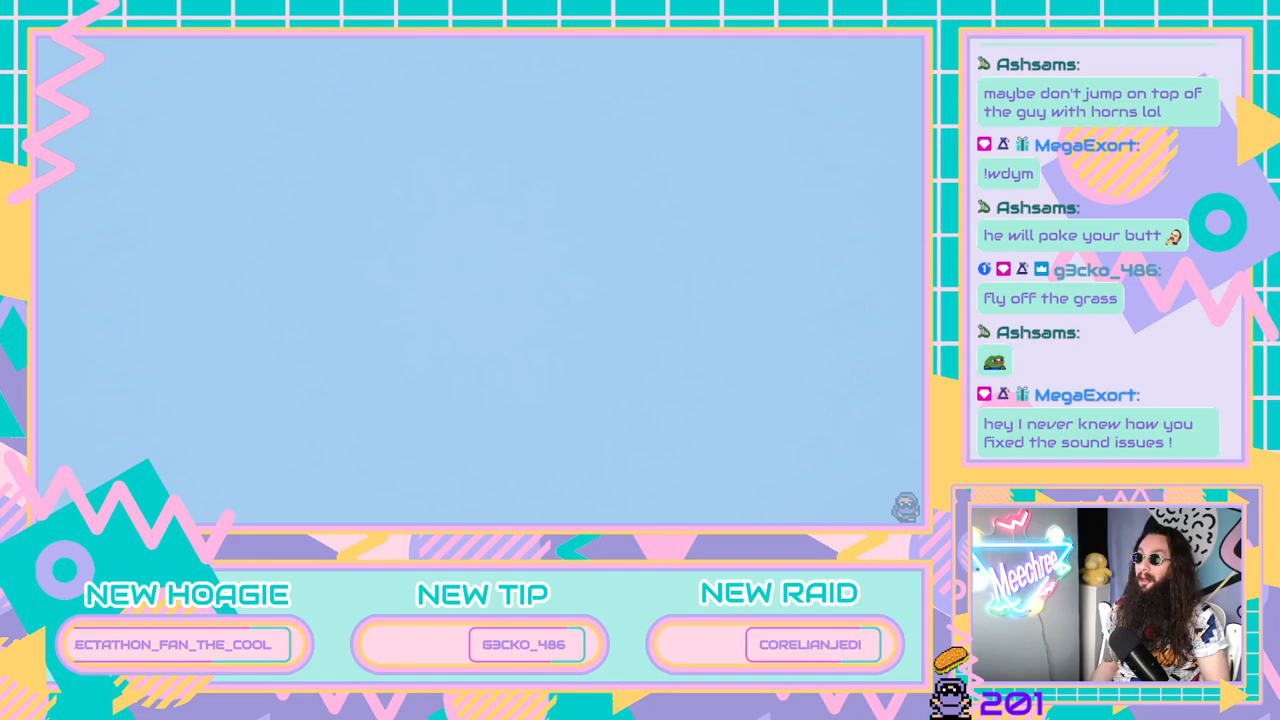 Ashsams:
maybe don't jump on top of
the guy with horns lol
MegaExort:
!wdym
Ashsams:
he will poke your butt
g3cko_486:
fly off the grass
Ashsams:
MegaExort:
hey I never knew how you
fixed the sound issues !
Meechree
NEW HOAGIE
NEW TIP
NEW RAID
ECTATHON_FAN_THE_COOL
G3CKO_486
CORELIANJEDI
201